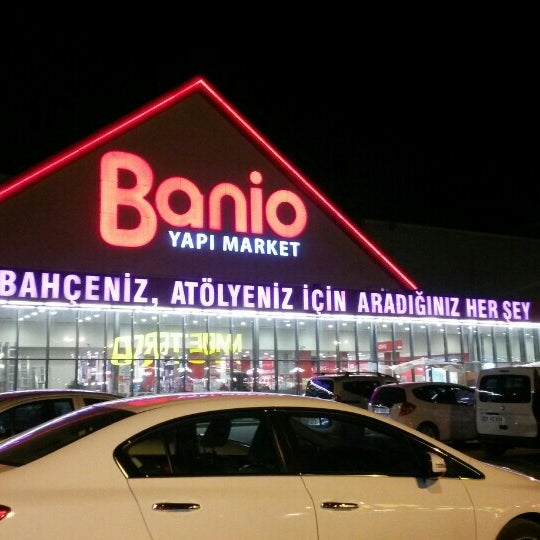 Banio
YAPI MARKET
BAHÇENİZ, ATÖLYENİZ İÇİN ARADIĞINIZ HER ŞEY